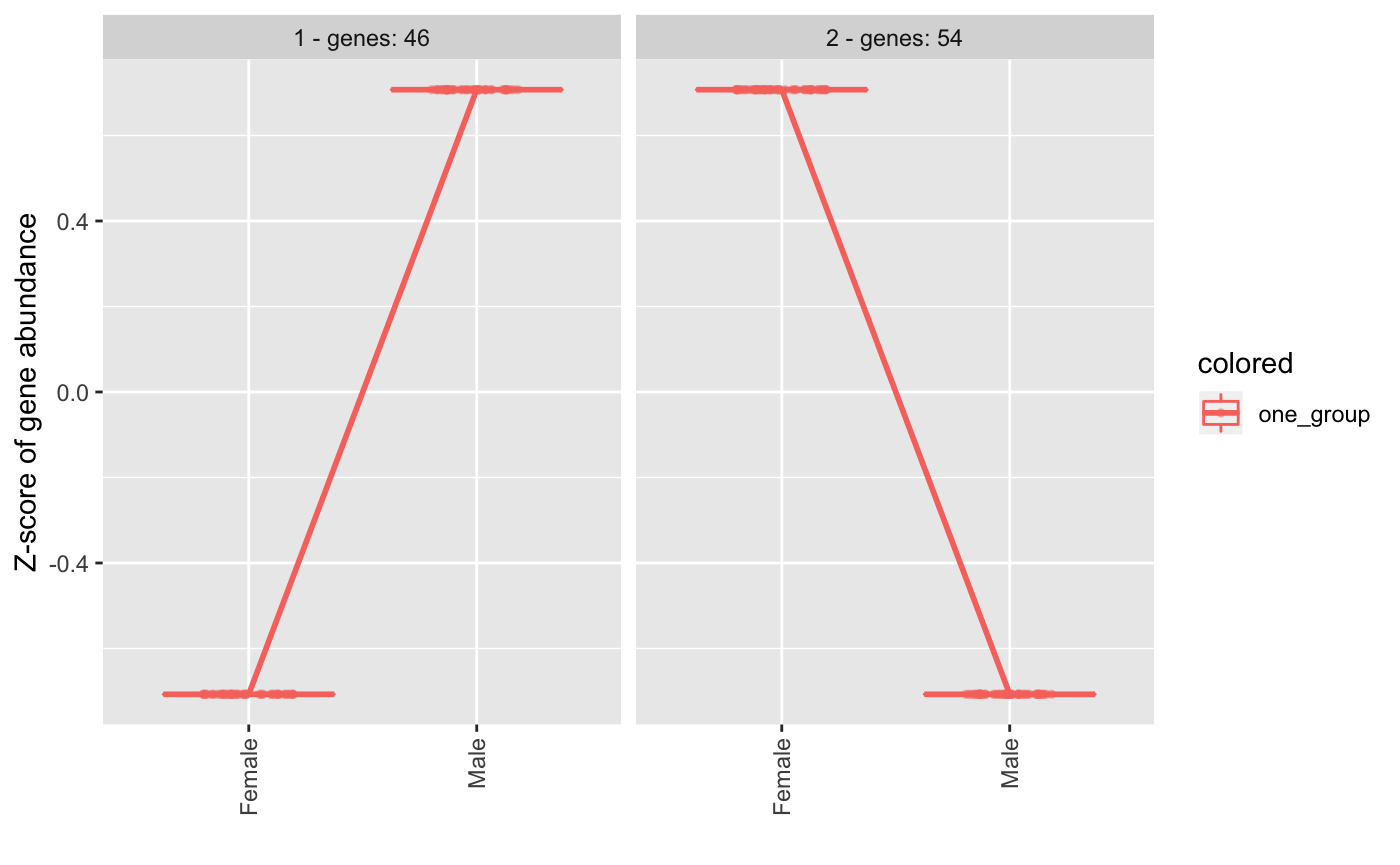 1 - genes: 46
2 - genes: 54
Z-score of gene abundance
0.4
0.0
-0.4
Female
Male
Female
Male
colored
one_group